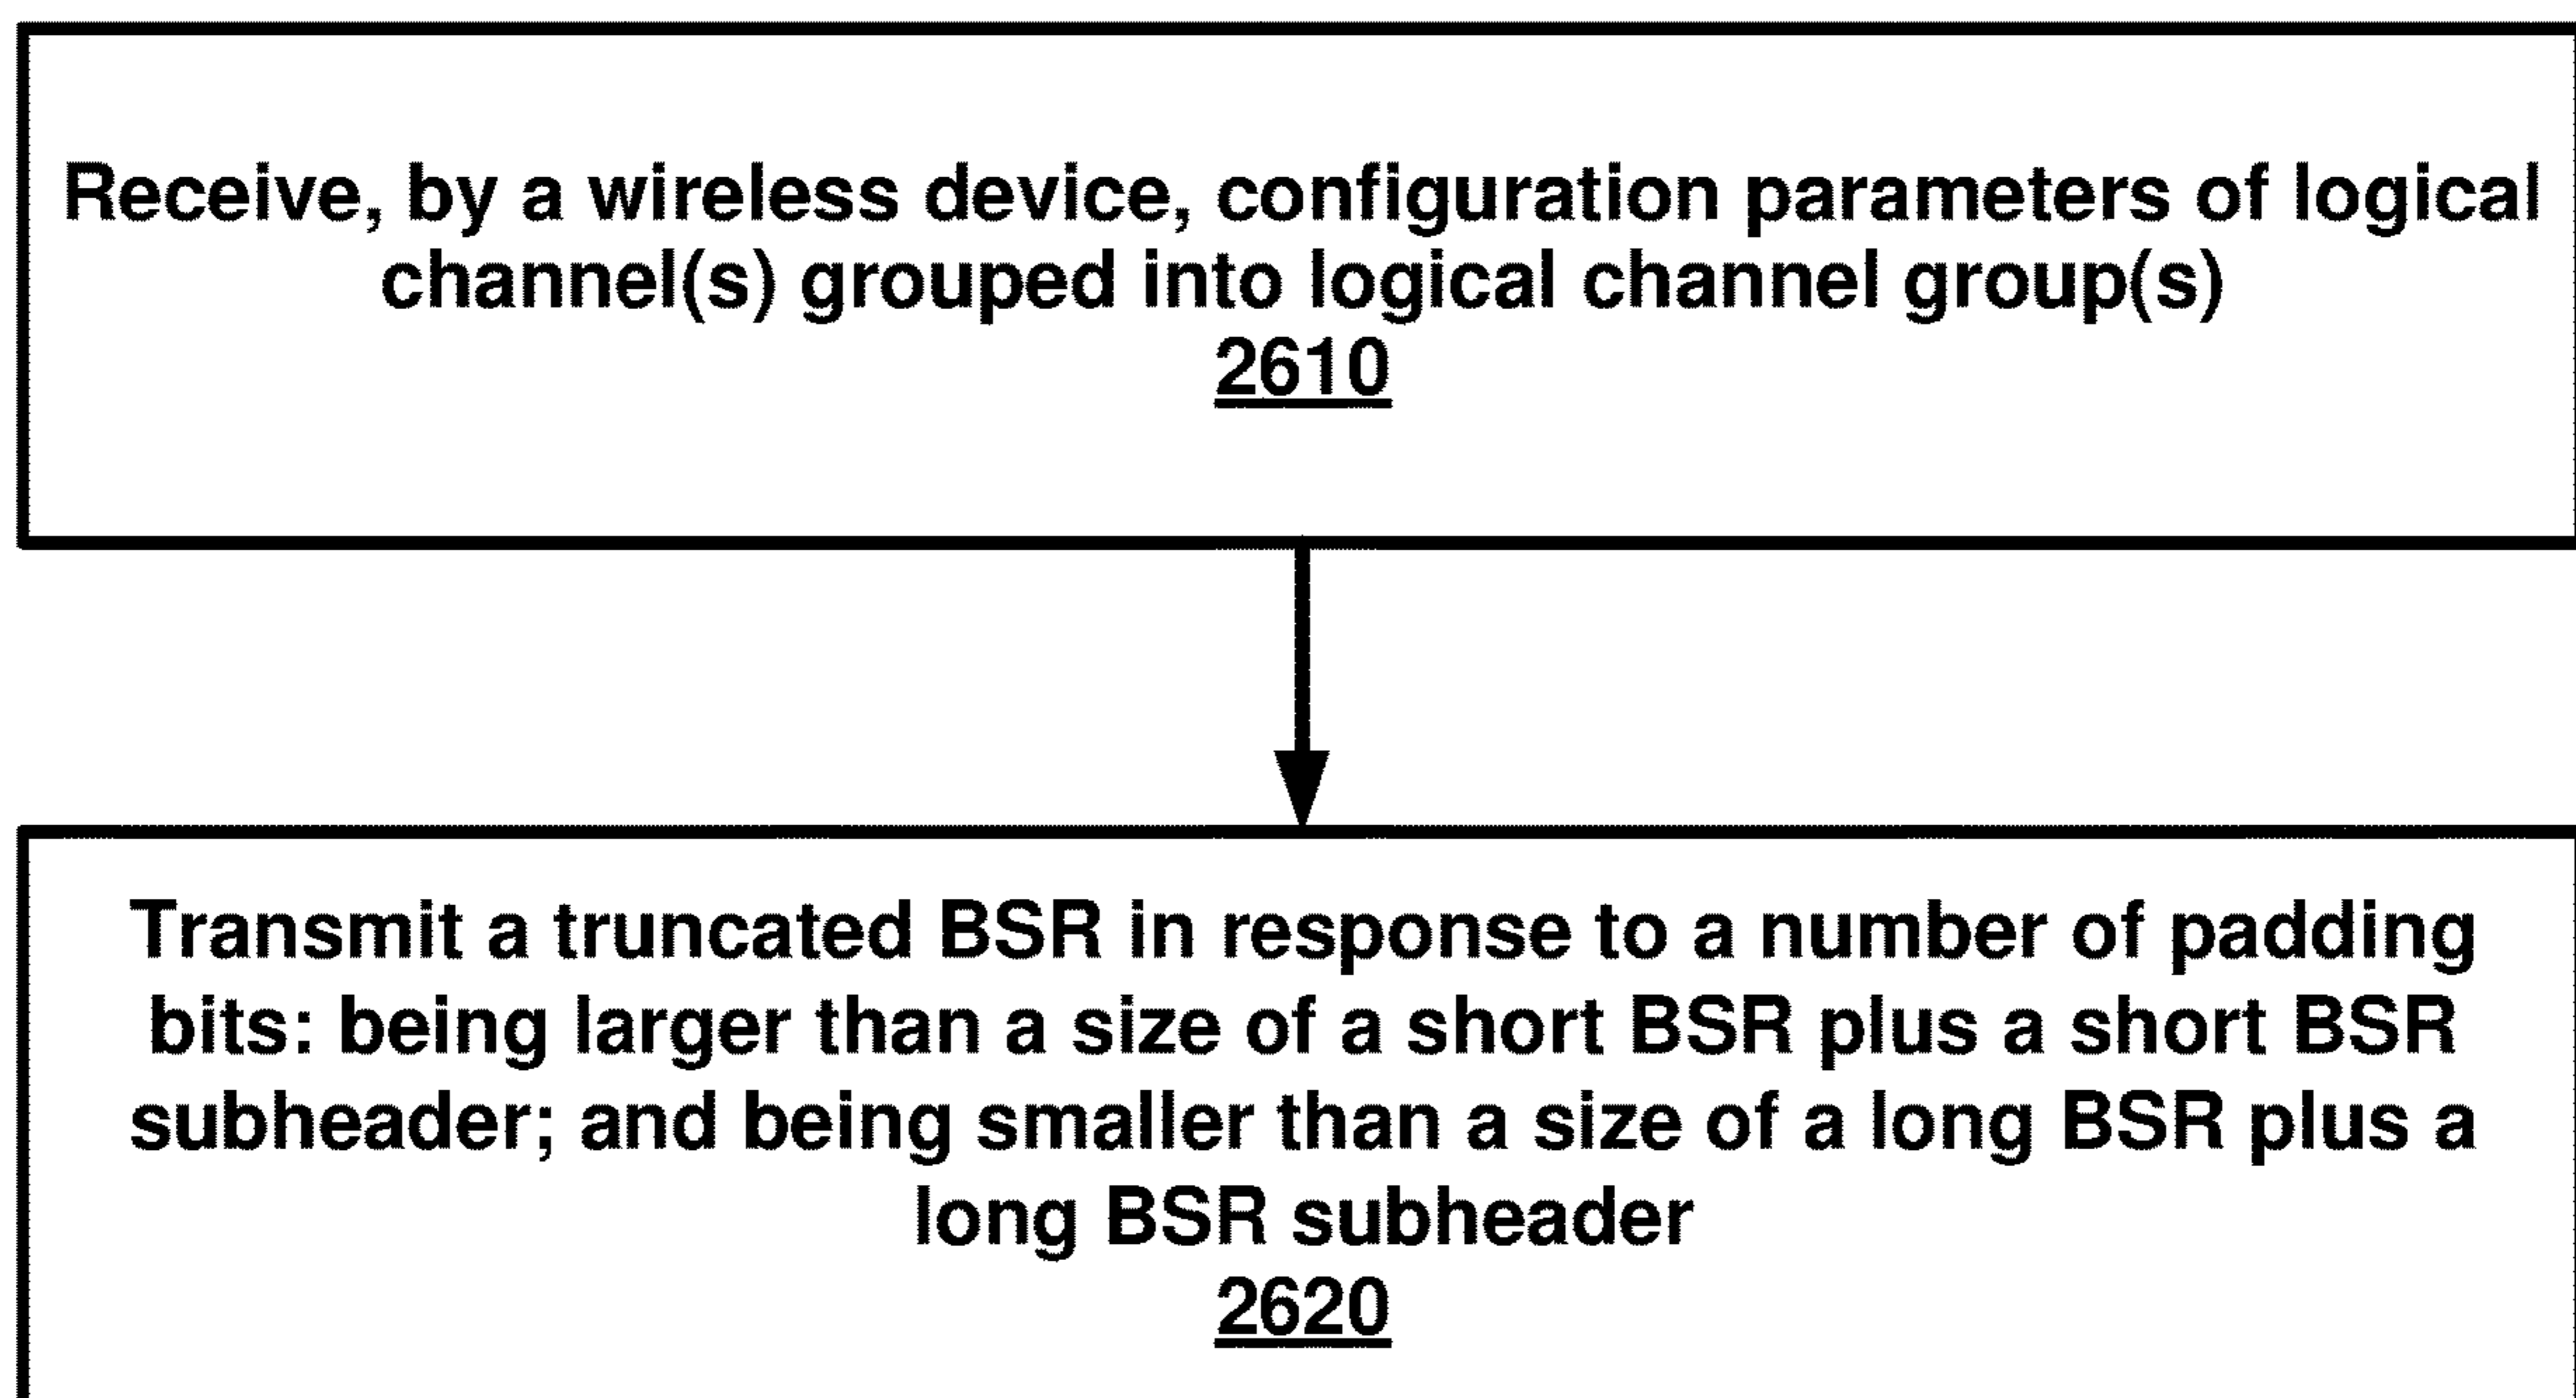 Receive, by a wireless device, configuration parameters of logical
channel(s) grouped into logical channel group(s)
2610
Transmit a truncated BSR in response to a number of padding
bits: being larger than a size of a short BSR plus a short BSR
subheader; and being smaller than a size of a long BSR plus a
long BSR subheader
2620